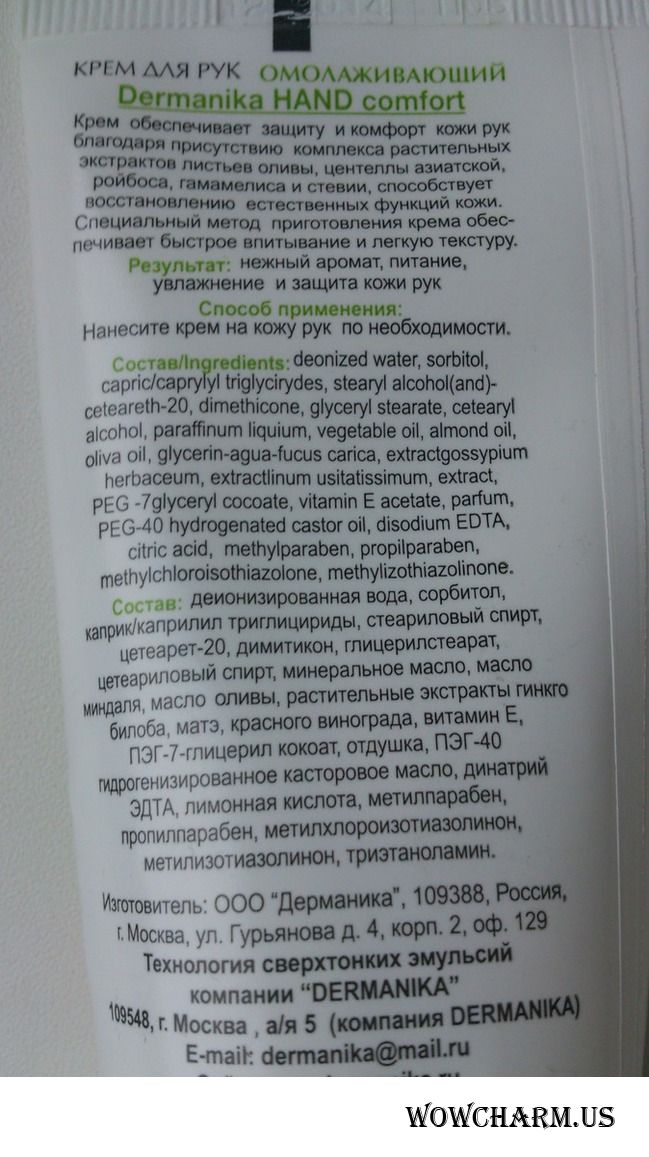 КРЕМ ДЛЯ РУК ОМОЛАЖИВАЮЩИЙ
Dermanika HAND comfort
Крем обеспечивает защиту и комфорт кожи рук
благодаря присутствию комплекса растительных
экстрактов листьев оливы, центеллы азиатской,
ройбоса, гамамелиса и стевии, способствует
восстановлению естественных функций кожи.
Специальный метод приготовления крема обес-
печивает быстрое впитывание и легкую текстуру.
Результат: нежный аромат, питание,
увлажнение и защита кожи рук
Способ применения:
Нанесите крем на кожу рук по необходимости.
Состав/Ingredients: deonized water, sorbitol,
capric/caprylyl triglycirydes, stearyl alcohol(and)-
ceteareth-20, dimethicone, glyceryl stearate, cetearyl
alcohol, paraffinum liquium, vegetable oil, almond oil,
oliva oil, glycerin-agua-fucus carica, extractgossypium
herbaceum, extractlinum usitatissimum, extract,
PEG -7glyceryl cocoate, vitamin E acetate, parfum,
PEG-40 hydrogenated castor oil, disodium EDTA,
citric acid, methylparaben, propilparaben,
methylchloroisothiazolone, methylizothiazolinone.
Состав: деионизированная вода, сорбитол,
каприк/каприлил триглицириды, стеариловый спирт,
цетеарет-20, димитикон, глицерилстеарат,
цетеариловый спирт, минеральное масло, масло
миндаля, масло оливы, растительные экстракты гинкго
билоба, матэ, красного винограда, витамин Е,
ПЭГ-7-глицерил кокоат, отдушка, ПЭГ-40
гидрогенизированное касторовое масло, динатрий
ЭДТА, лимонная кислота, метилпарабен,
пропилпарабен, метилхлороизотиазолинон,
метилизотиазолинон, триэтаноламин.
Изготовитель: ООО "Дерманика", 109388, Россия,
г. Москва, ул. Гурьянова д. 4, корп. 2, оф. 129
Технология сверхтонких эмульсий
компании "DERMANIKA"
109548, г. Москва , а/я 5 (компания DERMANIKA)
E-mail: dermanika@mail.ru
WOWCHARM.US